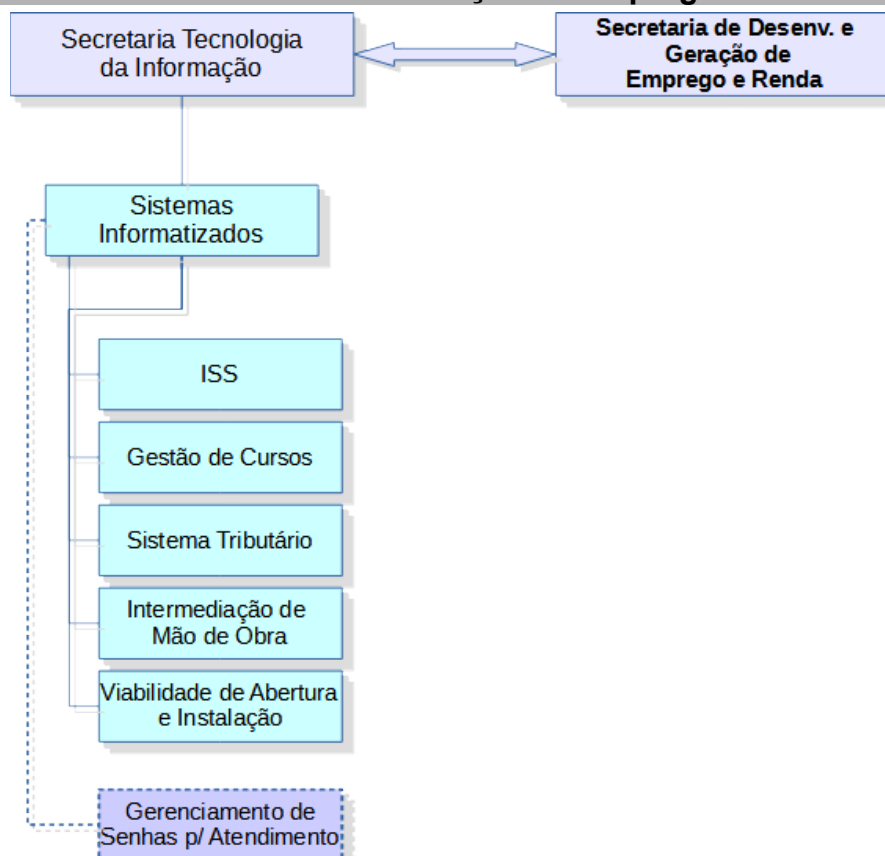 Secretaria Tecnologia
da Informação
Secretaria de Desenv. e
Geração de
Emprego e Renda
Sistemas
Informatizados
ISS
Gestão de Cursos
Sistema Tributário
Intermediação de
Mão de Obra
Viabilidade de Abertura
e Instalação
Gerenciamento de
Senhas p/ Atendimento